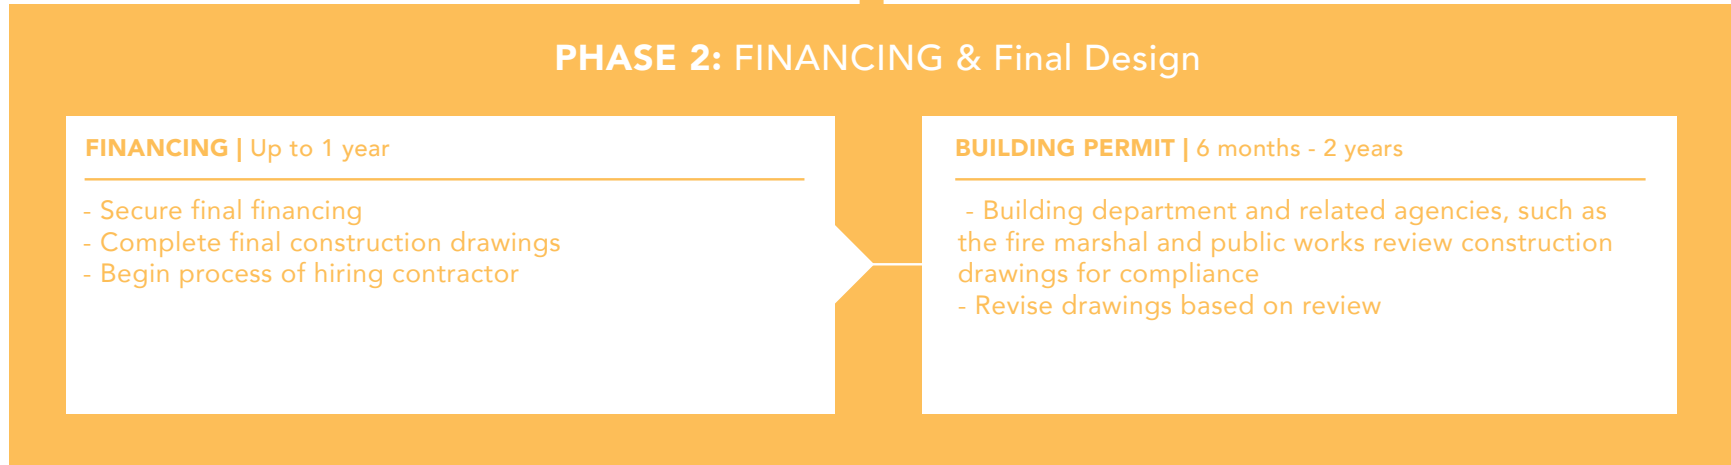 PHASE 2: FINANCING & Final Design
FINANCING | Up to 1 year
- Secure final financing
- Complete final construction drawings
- Begin process of hiring contractor
BUILDING PERMIT | 6 months - 2 years
- Building department and related agencies, such as
the fire marshal and public works review construction
drawings for compliance
- Revise drawings based on review